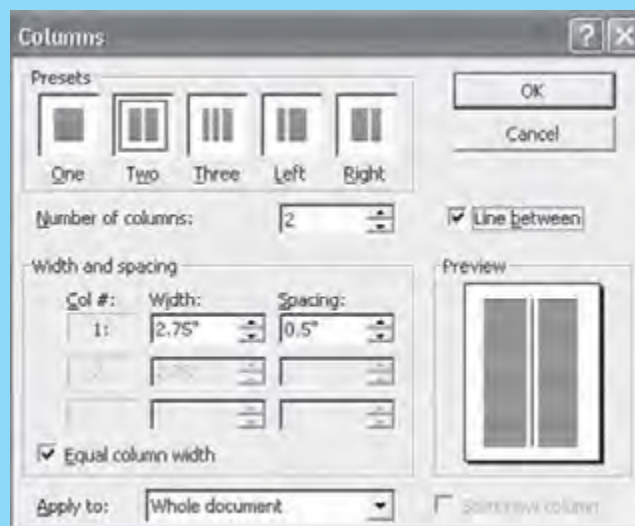 Columns
Presets
One Two Three Left Right
OK
Cancel
Number of columns: 2
Line between
Width and spacing
Col #: Width: Spacing:
1: 2.75" 0.5"
Equal column width
Preview
Apply to: Whole document